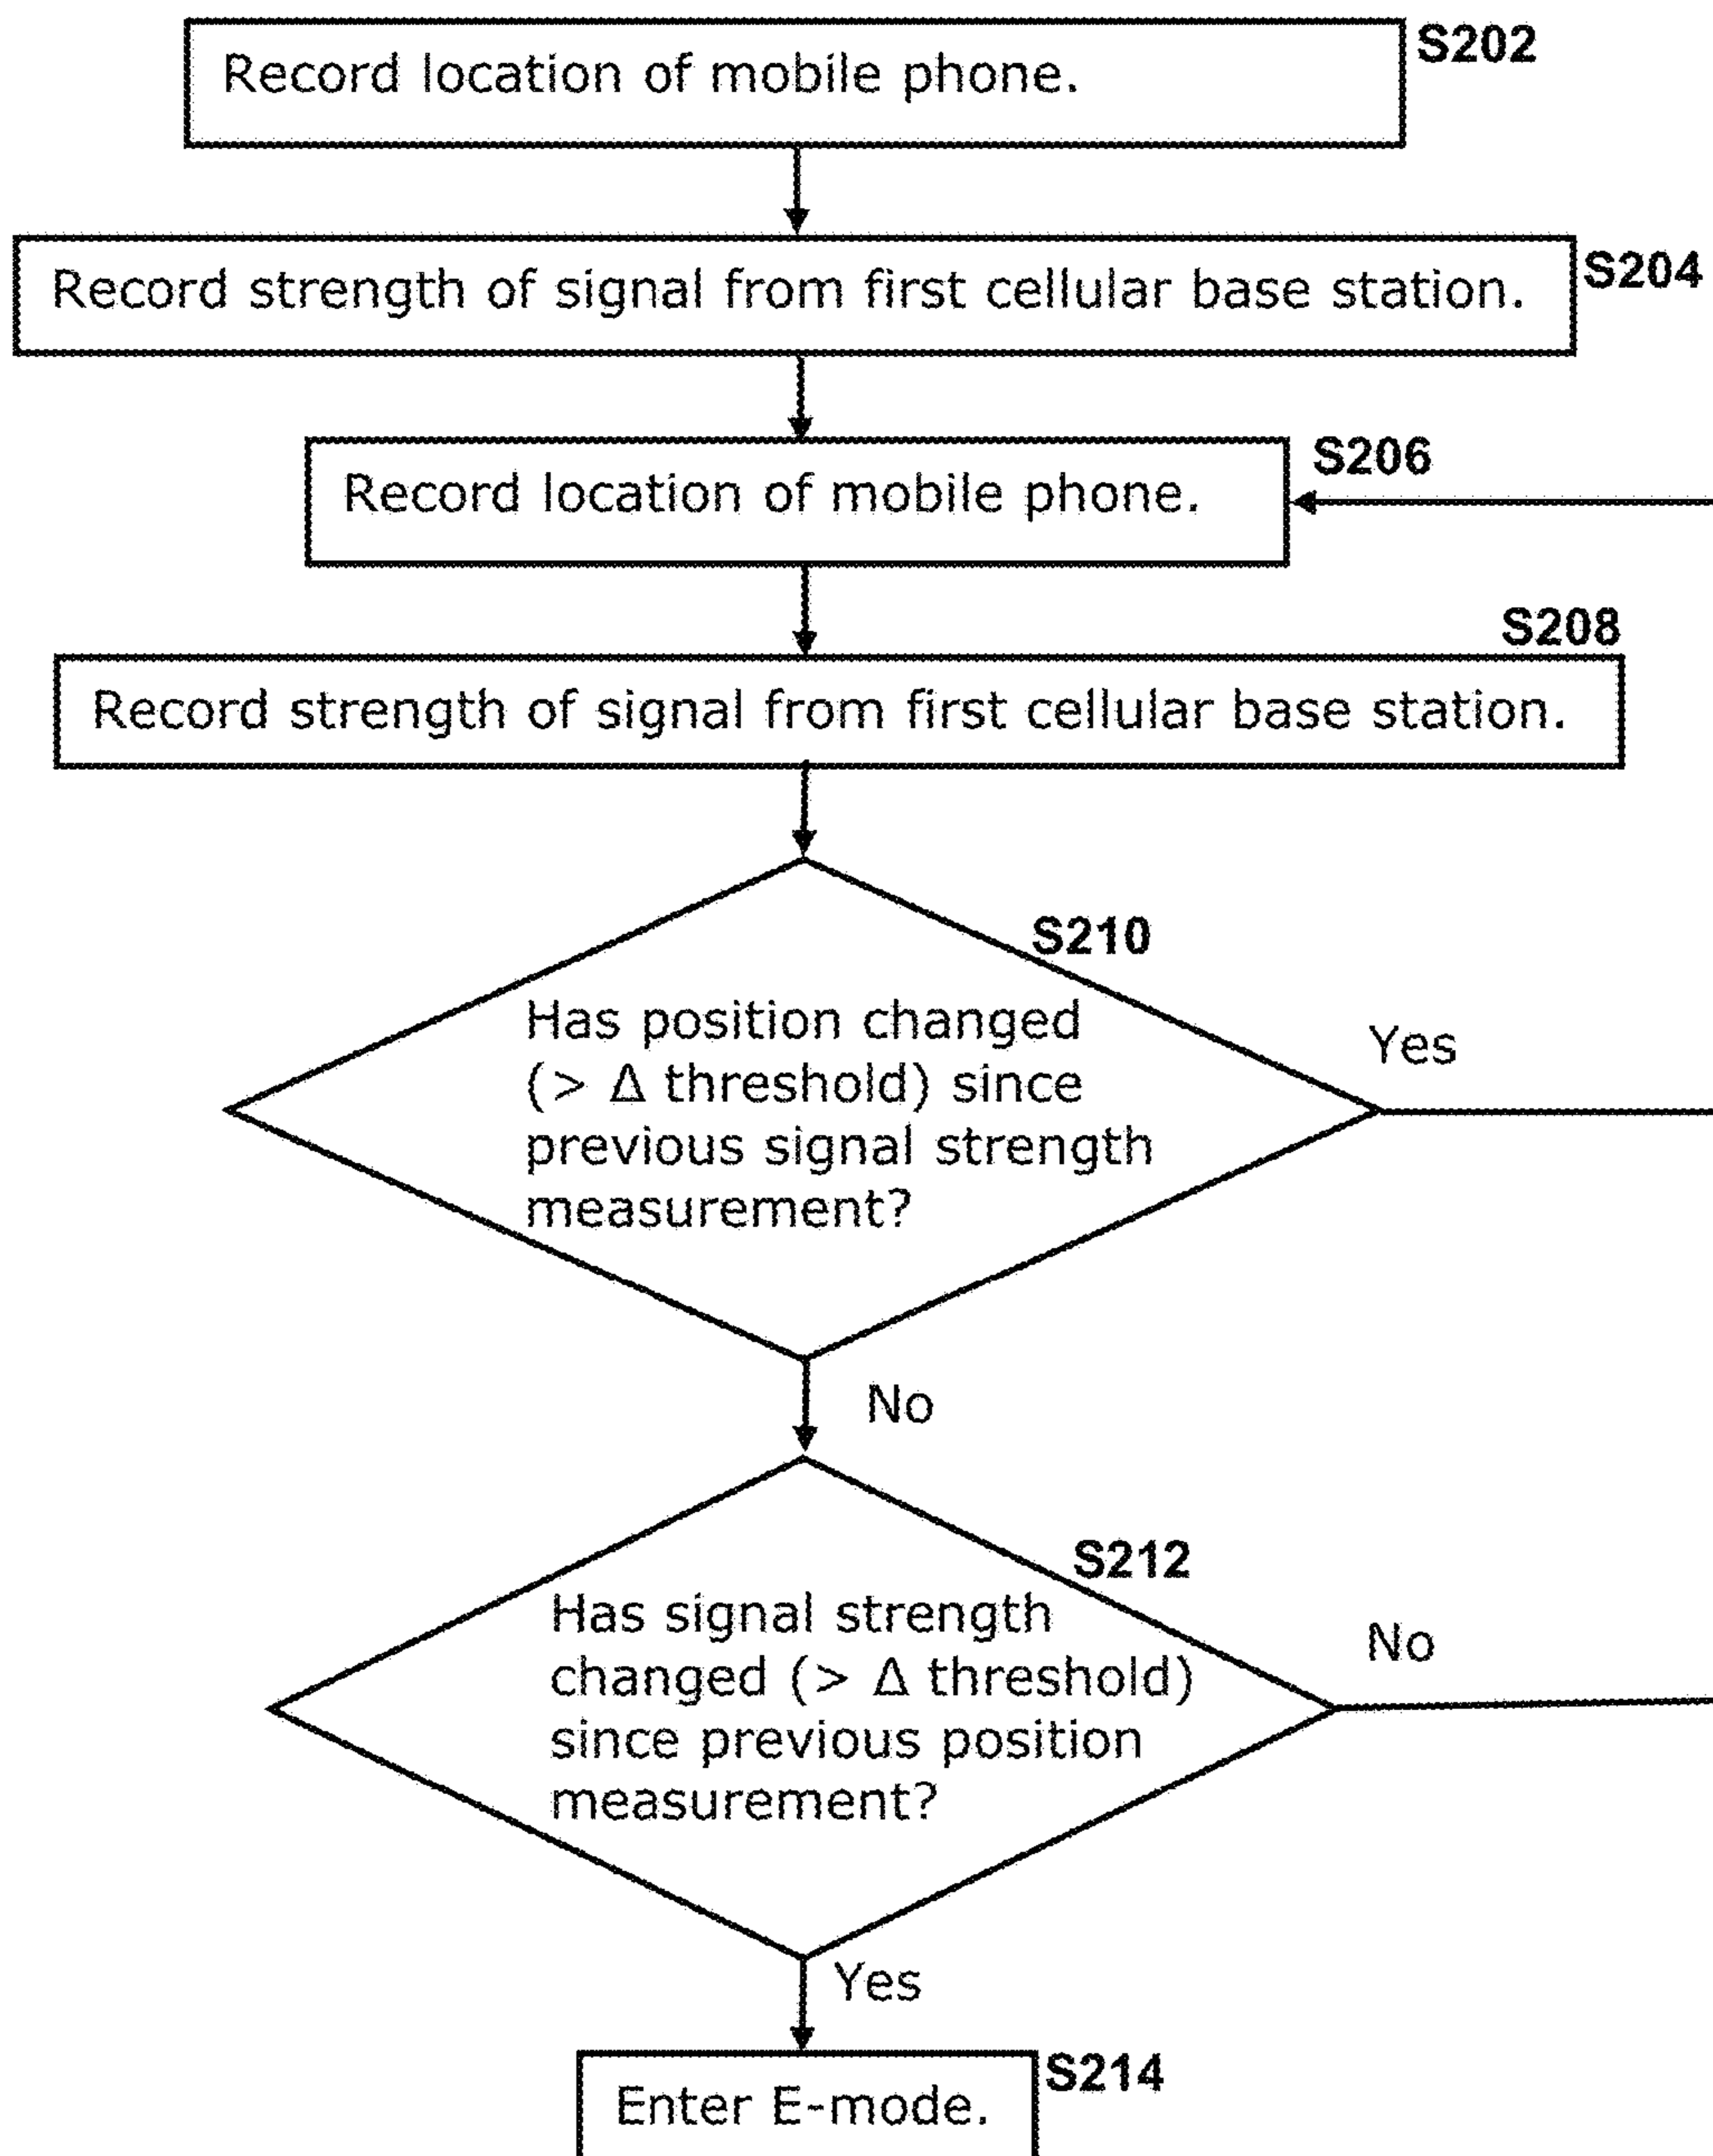 Record location of mobile phone.
S202
Record strength of signal from first cellular base station.
S204
Record location of mobile phone.
S206
S208
Record strength of signal from first cellular base station.
S210
Has position changed
(> Δ threshold) since
previous signal strength
measurement?
Yes
No
S212
Has signal strength
changed (> Δ threshold)
since previous position
measurement?
No
Yes
S214
Enter E-mode.